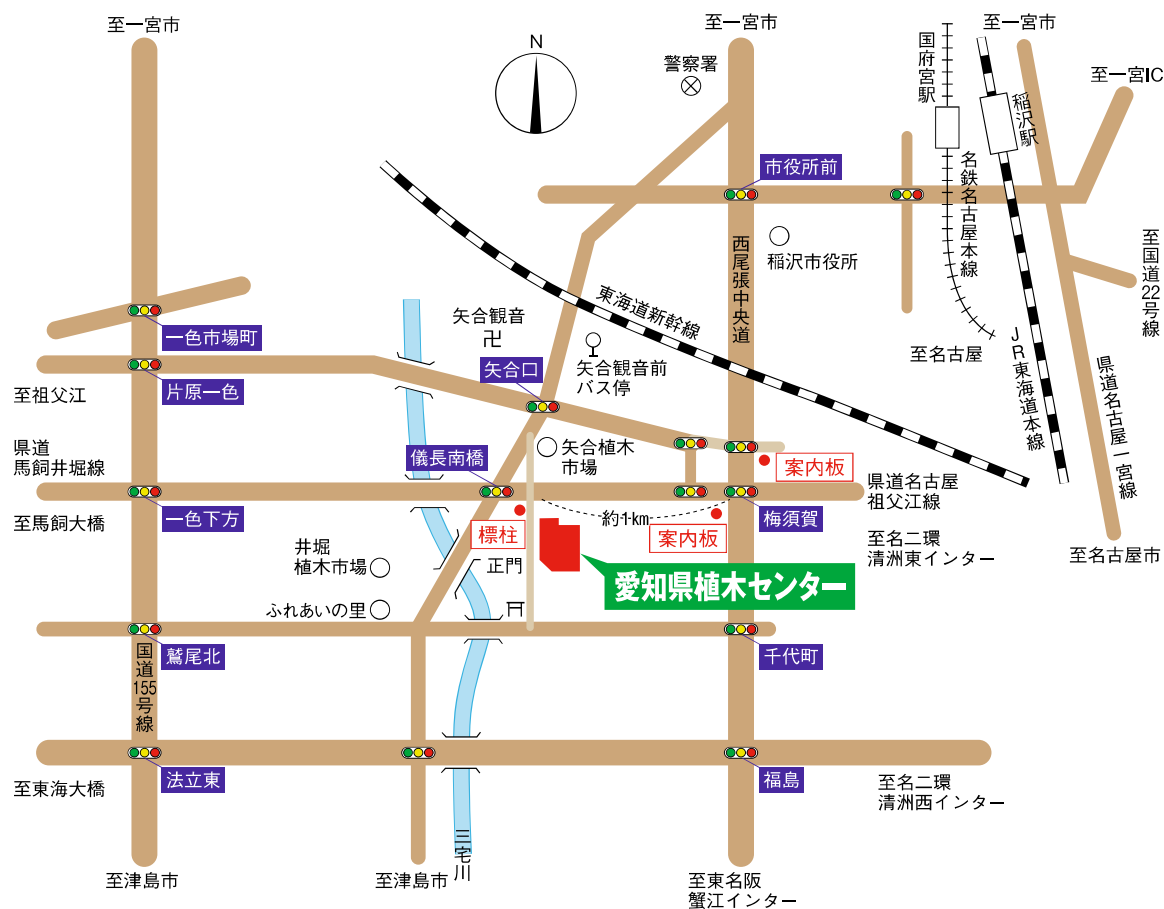 至一宮市
至一宮市
至一宮市
N
警察署
国府宮駅
稲沢駅
至一宮IC
市役所前
名鉄名古屋本線
稲沢市役所
西尾張中央道
至国道22号線
東海道新幹線
矢合観音
卍
一色市場町
矢合口
矢合観音前
バス停
至名古屋
JR東海道本線
県道名古屋一宮線
至祖父江
片原一色
県道
馬飼井堀線
儀長南橋
矢合植木
市場
案内板
県道名古屋
祖父江線
至馬飼大橋
一色下方
標柱
約1km
案内板
梅須賀
至名二環
清洲東インター
至名古屋市
井堀
植木市場
正門
愛知県植木センター
ふれあいの里
鷲尾北
千代町
国道155号線
至東海大橋
法立東
福島
至名二環
清洲西インター
三宅川
至津島市
至津島市
至東名阪
蟹江インター